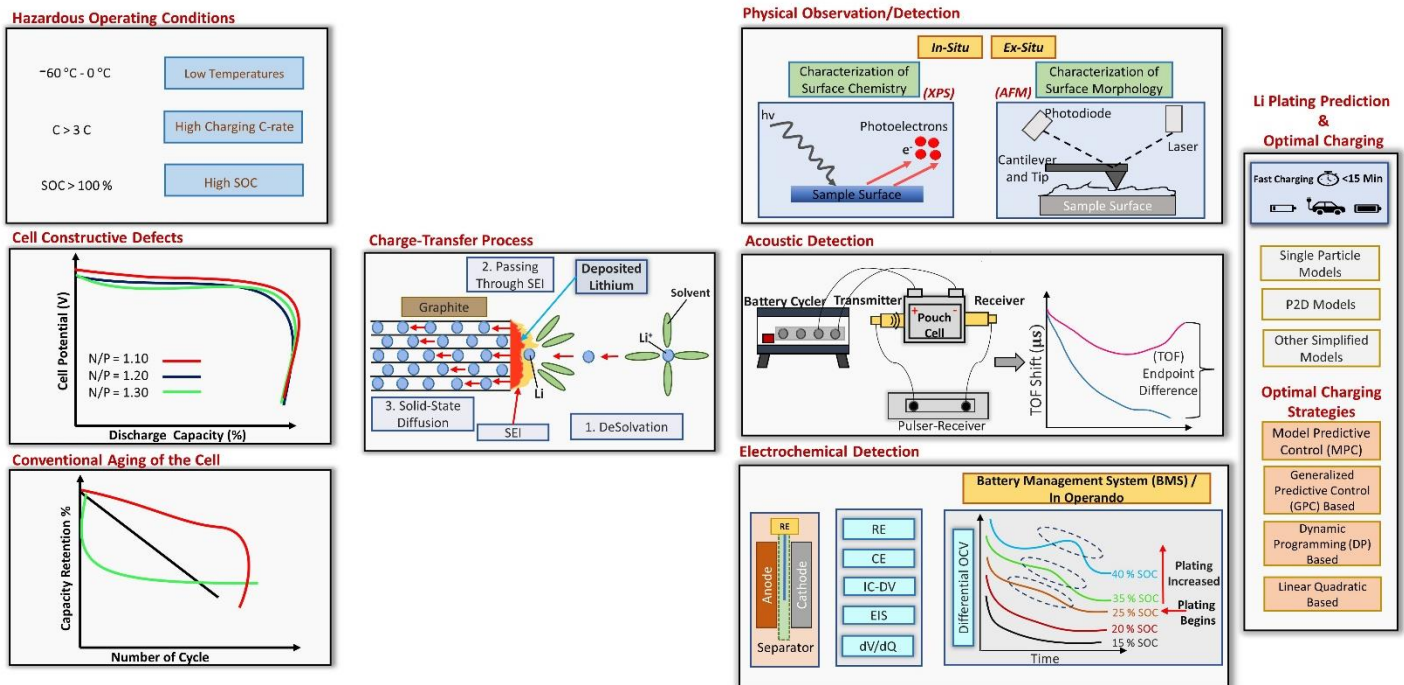 Hazardous Operating Conditions
−60 °C - 0 °C
Low Temperatures
C > 3 C
High Charging C-rate
SOC > 100 %
High SOC
Cell Constructive Defects
Cell Potential (V)
N/P = 1.10
N/P = 1.20
N/P = 1.30
Discharge Capacity (%)
Conventional Aging of the Cell
Capacity Retention %
Number of Cycle
Charge-Transfer Process
2. Passing
Through SEI
Deposited
Lithium
Solvent
Graphite
Li⁺
Li
3. Solid-State
Diffusion
SEI
1. DeSolvation
Physical Observation/Detection
In-Situ
Ex-Situ
Characterization of
Surface Chemistry
(XPS)
hν
Photoelectrons
e⁻
Sample Surface
Characterization of
Surface Morphology
(AFM)
Photodiode
Laser
Cantilever
and Tip
Sample Surface
Acoustic Detection
Battery Cycler
Transmitter
Receiver
+ -
Pouch
Cell
Pulser-Receiver
TOF Shift (μs)
(TOF)
Endpoint
Difference
Electrochemical Detection
RE
Anode
Cathode
Separator
RE
CE
IC-DV
EIS
dV/dQ
Battery Management System (BMS) /
In Operando
Differential OCV
40 % SOC
35 % SOC
25 % SOC
20 % SOC
15 % SOC
Time
Plating
Increased
Plating
Begins
Li Plating Prediction
&
Optimal Charging
Fast Charging <15 Min
Single Particle
Models
P2D Models
Other Simplified
Models
Optimal Charging
Strategies
Model Predictive
Control (MPC)
Generalized
Predictive Control
(GPC) Based
Dynamic
Programming (DP)
Based
Linear Quadratic
Based